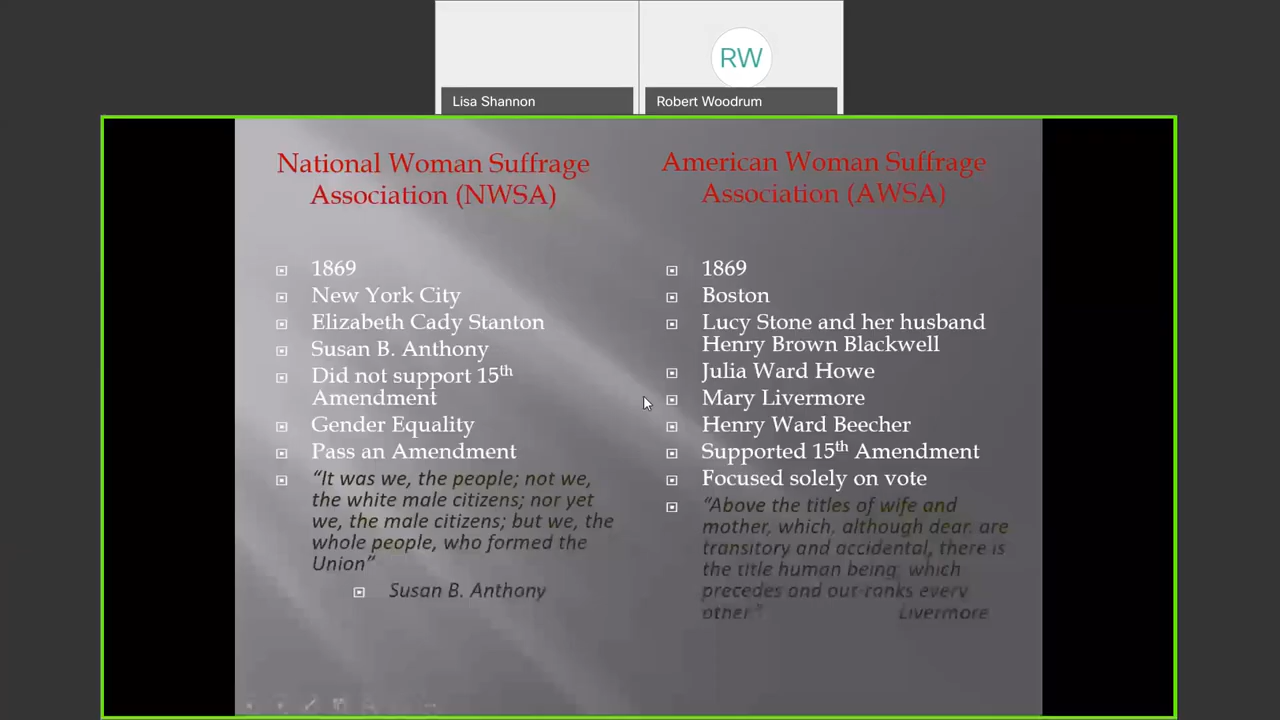 RW
Lisa Shannon
Robert Woodrum
National Woman Suffrage
Association (NWSA)
1869
New York City
Elizabeth Cady Stanton
Susan B. Anthony
Did not support 15th
Amendment
Gender Equality
Pass an Amendment
“It was we, the people; not we,
the white male citizens; nor yet
we, the male citizens; but we, the
whole people, who formed the
Union”
Susan B. Anthony
American Woman Suffrage
Association (AWSA)
1869
Boston
Lucy Stone and her husband
Henry Brown Blackwell
Julia Ward Howe
Mary Livermore
Henry Ward Beecher
Supported 15th Amendment
Focused solely on vote
“Above the titles of wife and
mother, which, although dear, are
transitory and accidental, there is
the title human being, which
precedes and out-ranks every
other”
Livermore